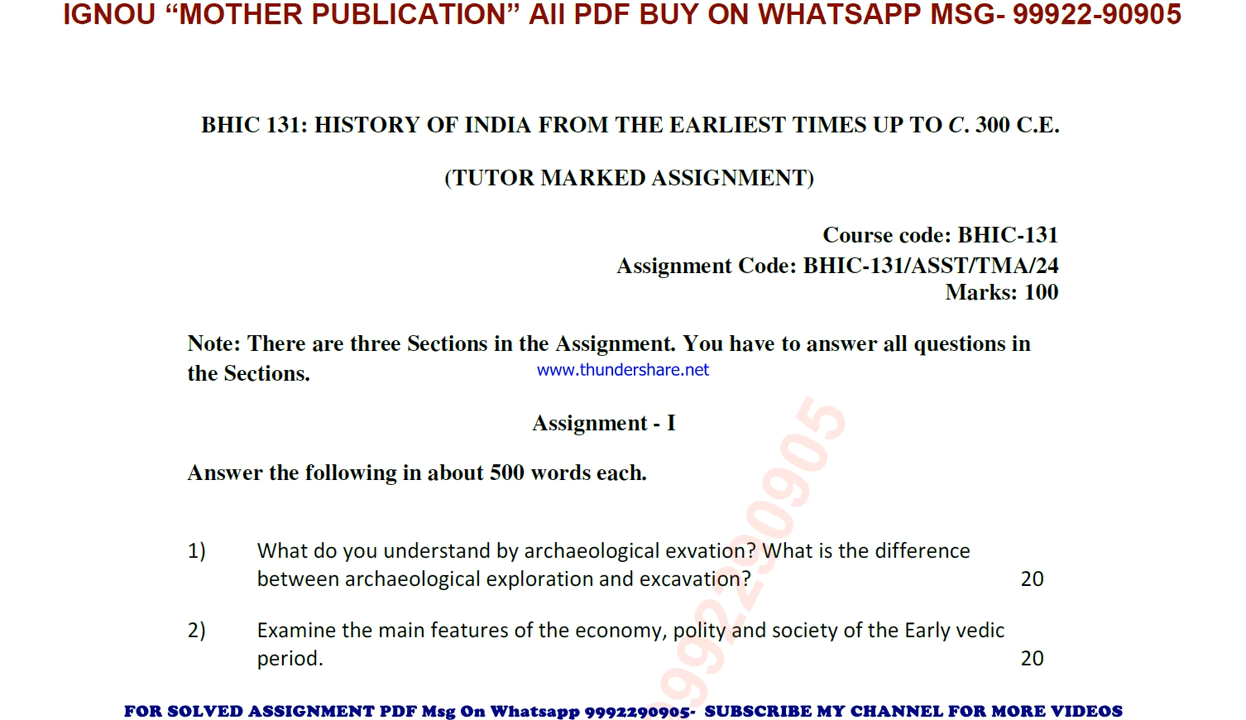 IGNOU “MOTHER PUBLICATION” All PDF BUY ON WHATSAPP MSG- 99922-90905
BHIC 131: HISTORY OF INDIA FROM THE EARLIEST TIMES UP TO C. 300 C.E.
(TUTOR MARKED ASSIGNMENT)
Course code: BHIC-131
Assignment Code: BHIC-131/ASST/TMA/24
Marks: 100
Note: There are three Sections in the Assignment. You have to answer all questions in
the Sections.
www.thundershare.net
Assignment - I
Answer the following in about 500 words each.
1) What do you understand by archaeological exvation? What is the difference
between archaeological exploration and excavation? 20
2) Examine the main features of the economy, polity and society of the Early vedic
period. 20
9992290905
FOR SOLVED ASSIGNMENT PDF Msg On Whatsapp 9992290905- SUBSCRIBE MY CHANNEL FOR MORE VIDEOS